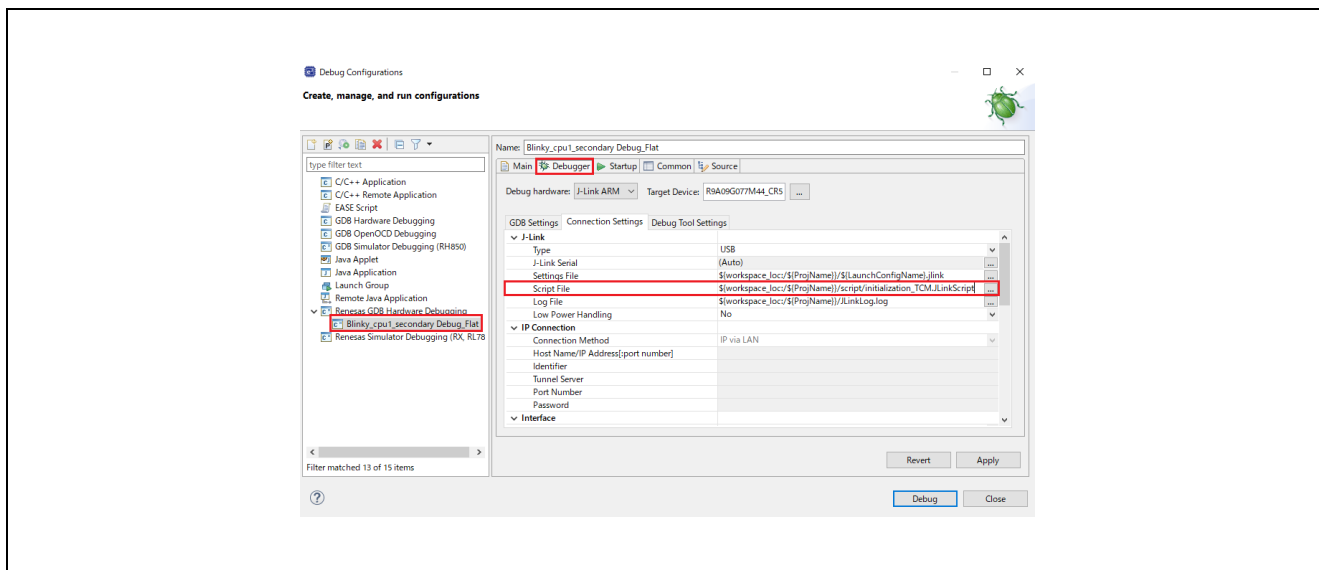 Debug Configurations
Create, manage, and run configurations
Name: Blinky_cpu1_secondary Debug_Flat
type filter text
Main Debugger Startup Common Source
C/C++ Application
C/C++ Remote Application
EASE Script
GDB Hardware Debugging
GDB OpenOCD Debugging
GDB Simulator Debugging (RH850)
Java Applet
Java Application
Launch Group
Remote Java Application
Renesas GDB Hardware Debugging
Blinky_cpu1_secondary Debug_Flat
Renesas Simulator Debugging (RX, RL78
Debug hardware: J-Link ARM Target Device: R9A09G077M44_CR5 ...
GDB Settings Connection Settings Debug Tool Settings
J-Link
Type USB
J-Link Serial (Auto) ...
Settings File ${workspace_loc:/${ProjName}}/${LaunchConfigName}.jlink ...
Script File ${workspace_loc:/${ProjName}}/script/initialization_TCM.JLinkScript ...
Log File ${workspace_loc:/${ProjName}}/JLinkLog.log ...
Low Power Handling No
IP Connection
Connection Method IP via LAN
Host Name/IP Address[:port number]
Identifier
Tunnel Server
Port Number
Password
Interface
Filter matched 13 of 15 items
Revert Apply
? Debug Close